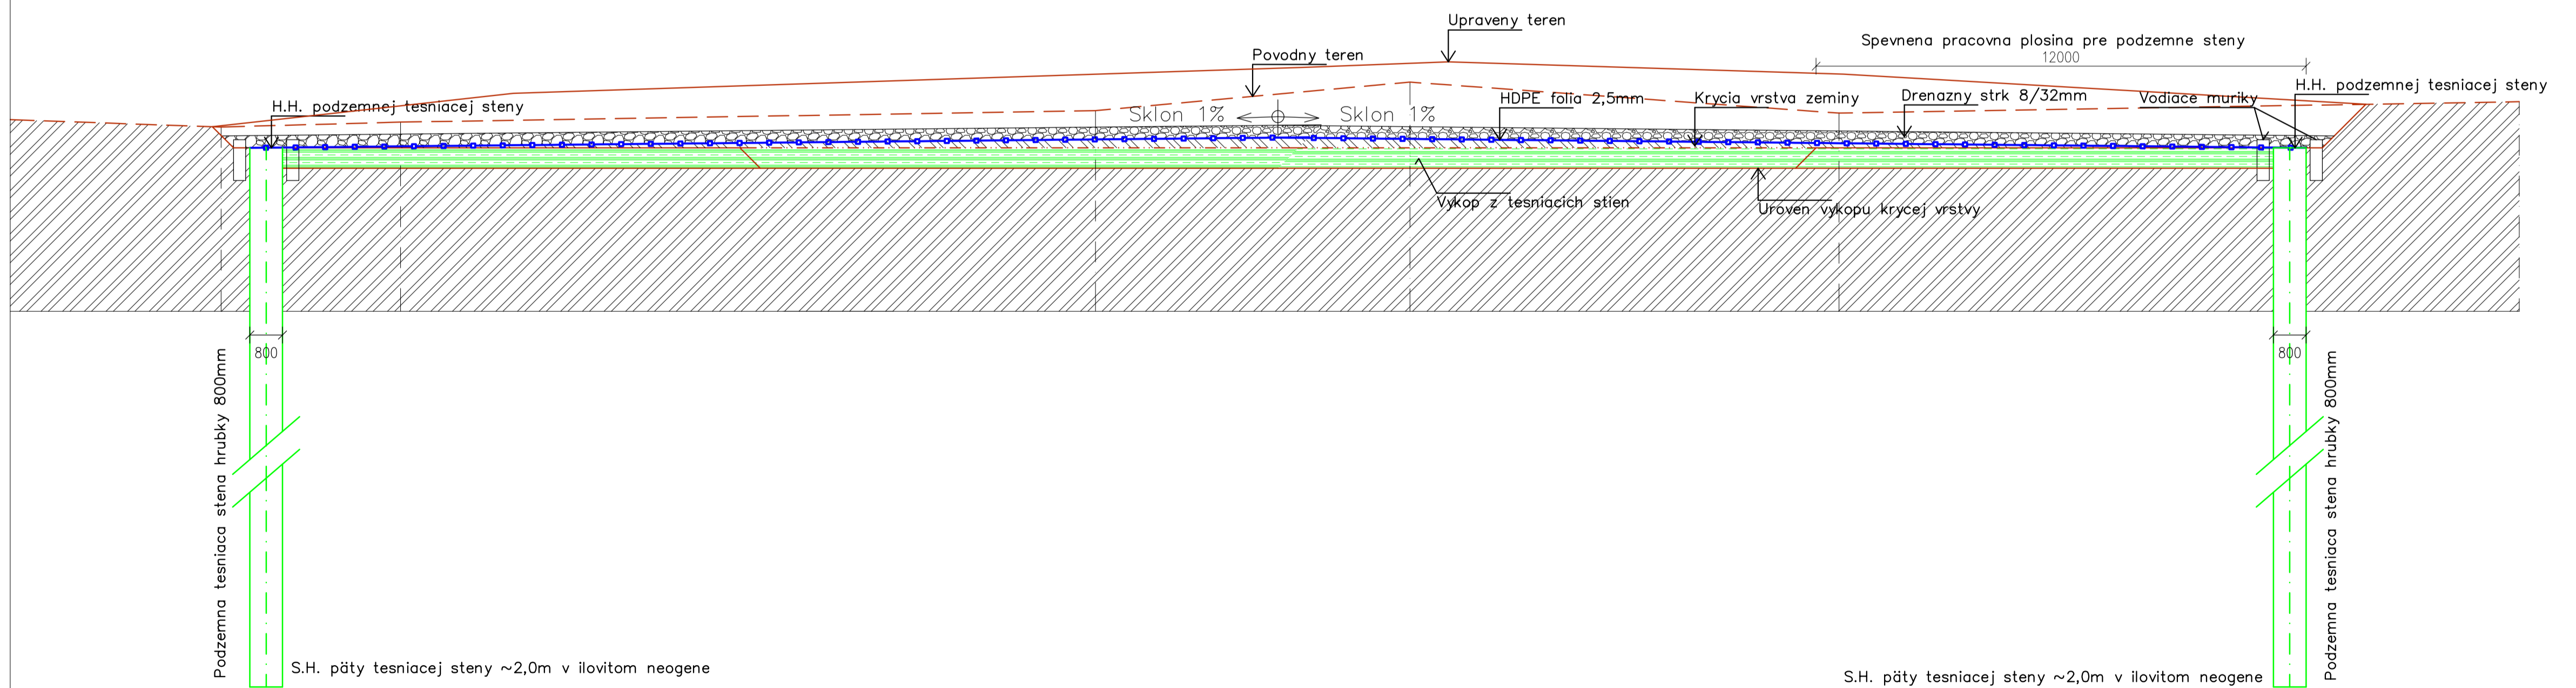 Upraveny teren
Spevnena pracovna plosina pre podzemne steny
12000
Povodny teren
H.H. podzemnej tesniacej steny
H.H. podzemnej tesniacej steny
Sklon 1%
Sklon 1%
HDPE folia 2,5mm
Krycia vrstva zeminy
Drenazny strk 8/32mm
Vodiace muriky
Vykop z tesniacich stien
Uroven vykopu krycej vrstvy
800
800
Podzemna tesniaca stena hrubky 800mm
Podzemna tesniaca stena hrubky 800mm
S.H. päty tesniacej steny ~2,0m v ilovitom neogene
S.H. päty tesniacej steny ~2,0m v ilovitom neogene